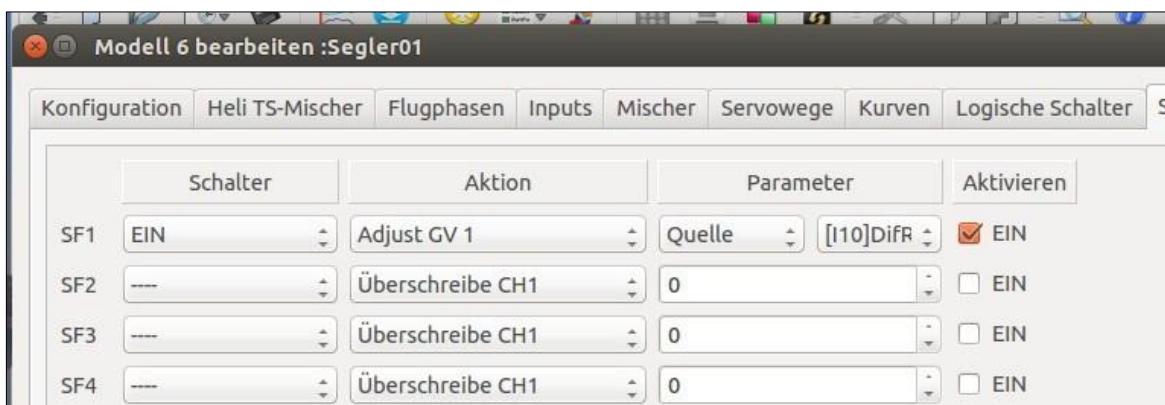 Modell 6 bearbeiten :Segler01
Konfiguration Heli TS-Mischer Flugphasen Inputs Mischer Servowege Kurven Logische Schalter S
Schalter Aktion Parameter Aktivieren
SF1 EIN Adjust GV 1 Quelle [I10]DifR EIN
SF2 ---- Überschreibe CH1 0 EIN
SF3 ---- Überschreibe CH1 0 EIN
SF4 ---- Überschreibe CH1 0 EIN